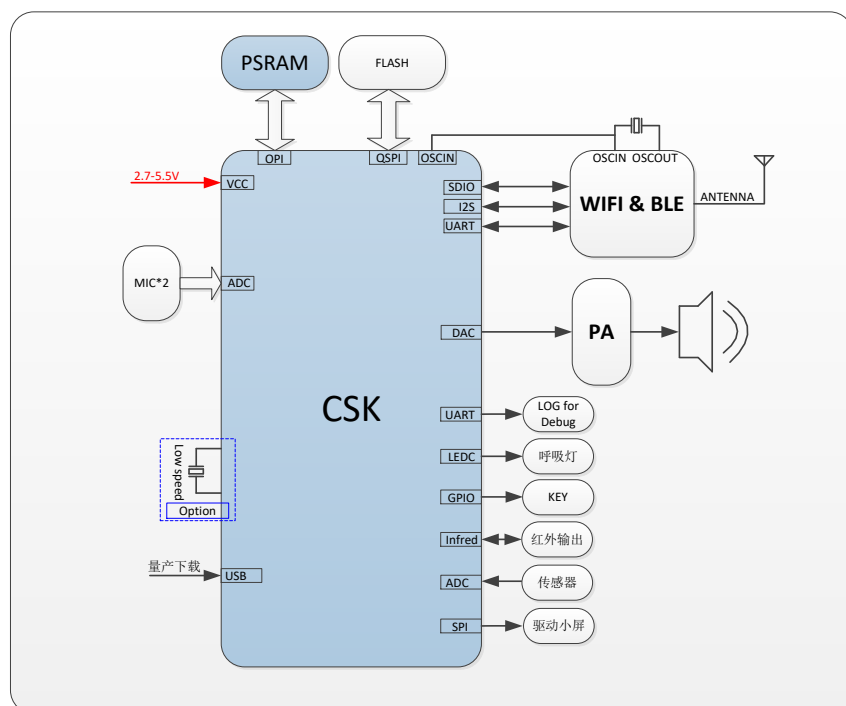 PSRAM
FLASH
OPI
QSPI
OSCIN
OSCIN OSCOUT
2.7-5.5V
VCC
SDIO
I2S
UART
WIFI & BLE
ANTENNA
MIC*2
ADC
DAC
PA
CSK
UART
LOG for
Debug
Low speed
LEDC
呼吸灯
Option
GPIO
KEY
Infred
红外输出
量产下载
USB
ADC
传感器
SPI
驱动小屏